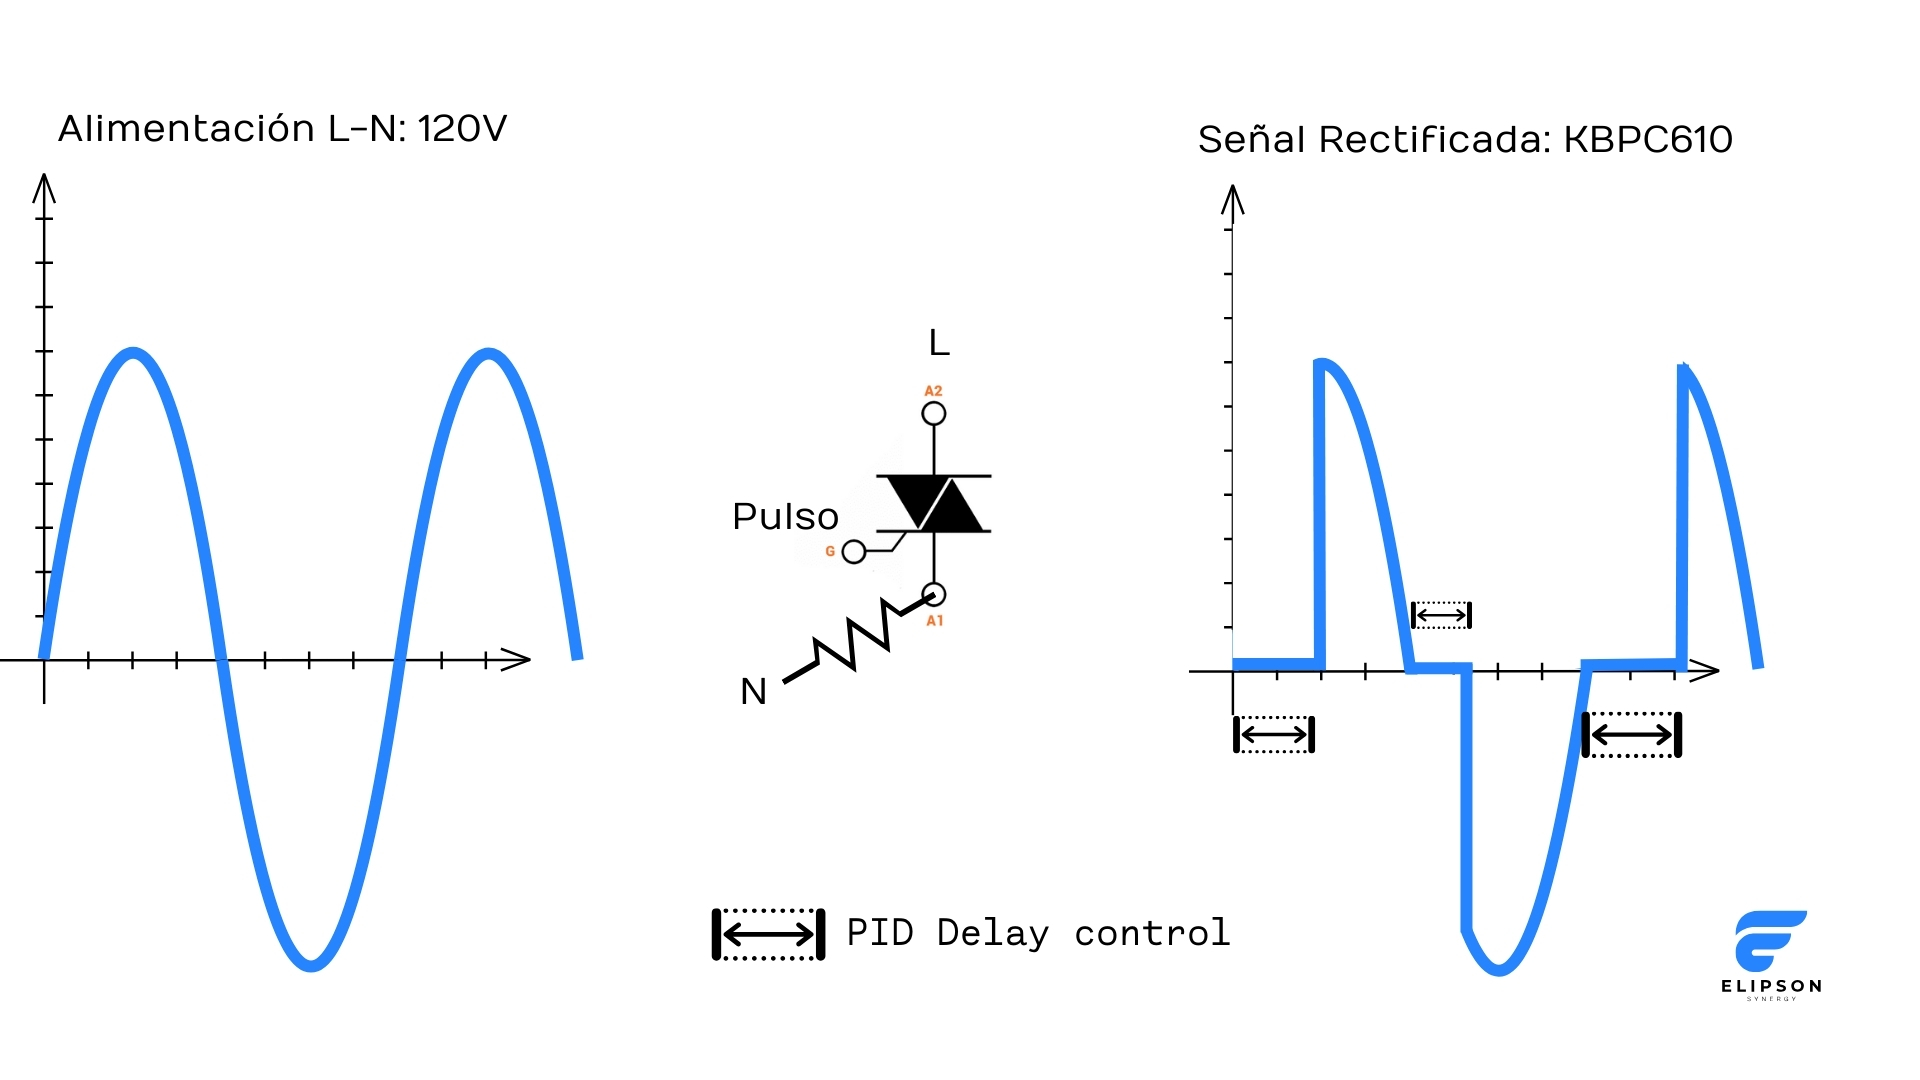 Alimentación L-N: 120V
Señal Rectificada: KBPC610
L
A2
Pulso
G
A1
N
PID Delay control
ELIPSON
SYNERGY